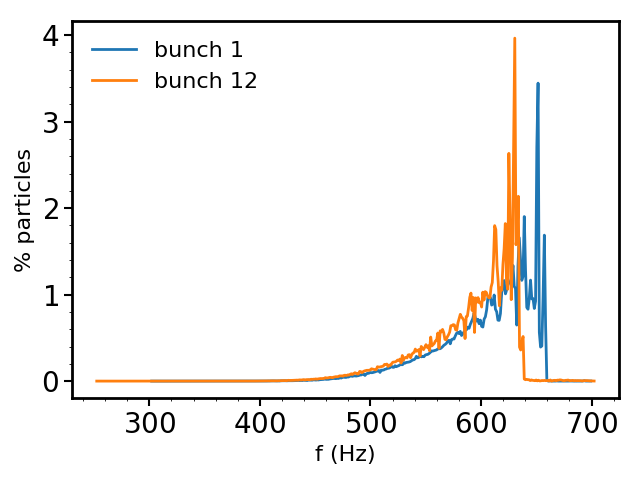 bunch 1
bunch 12
4
3
2
1
0
% particles
300 400 500 600 700
f (Hz)